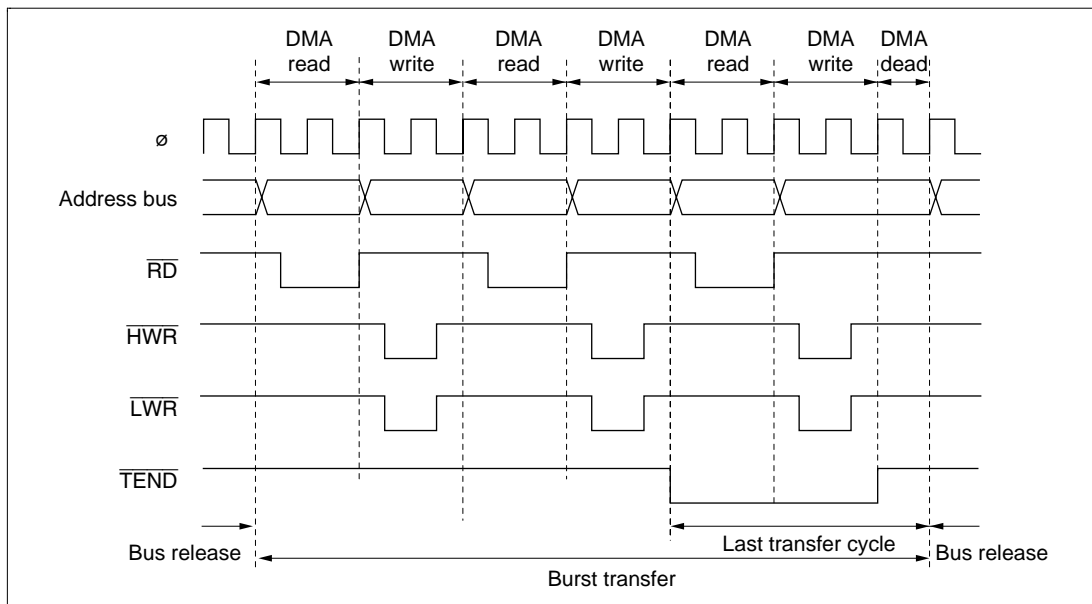 DMA read
DMA write
DMA read
DMA write
DMA read
DMA write
DMA dead
ø
Address bus
RD
HWR
LWR
TEND
Bus release
Last transfer cycle
Bus release
Burst transfer